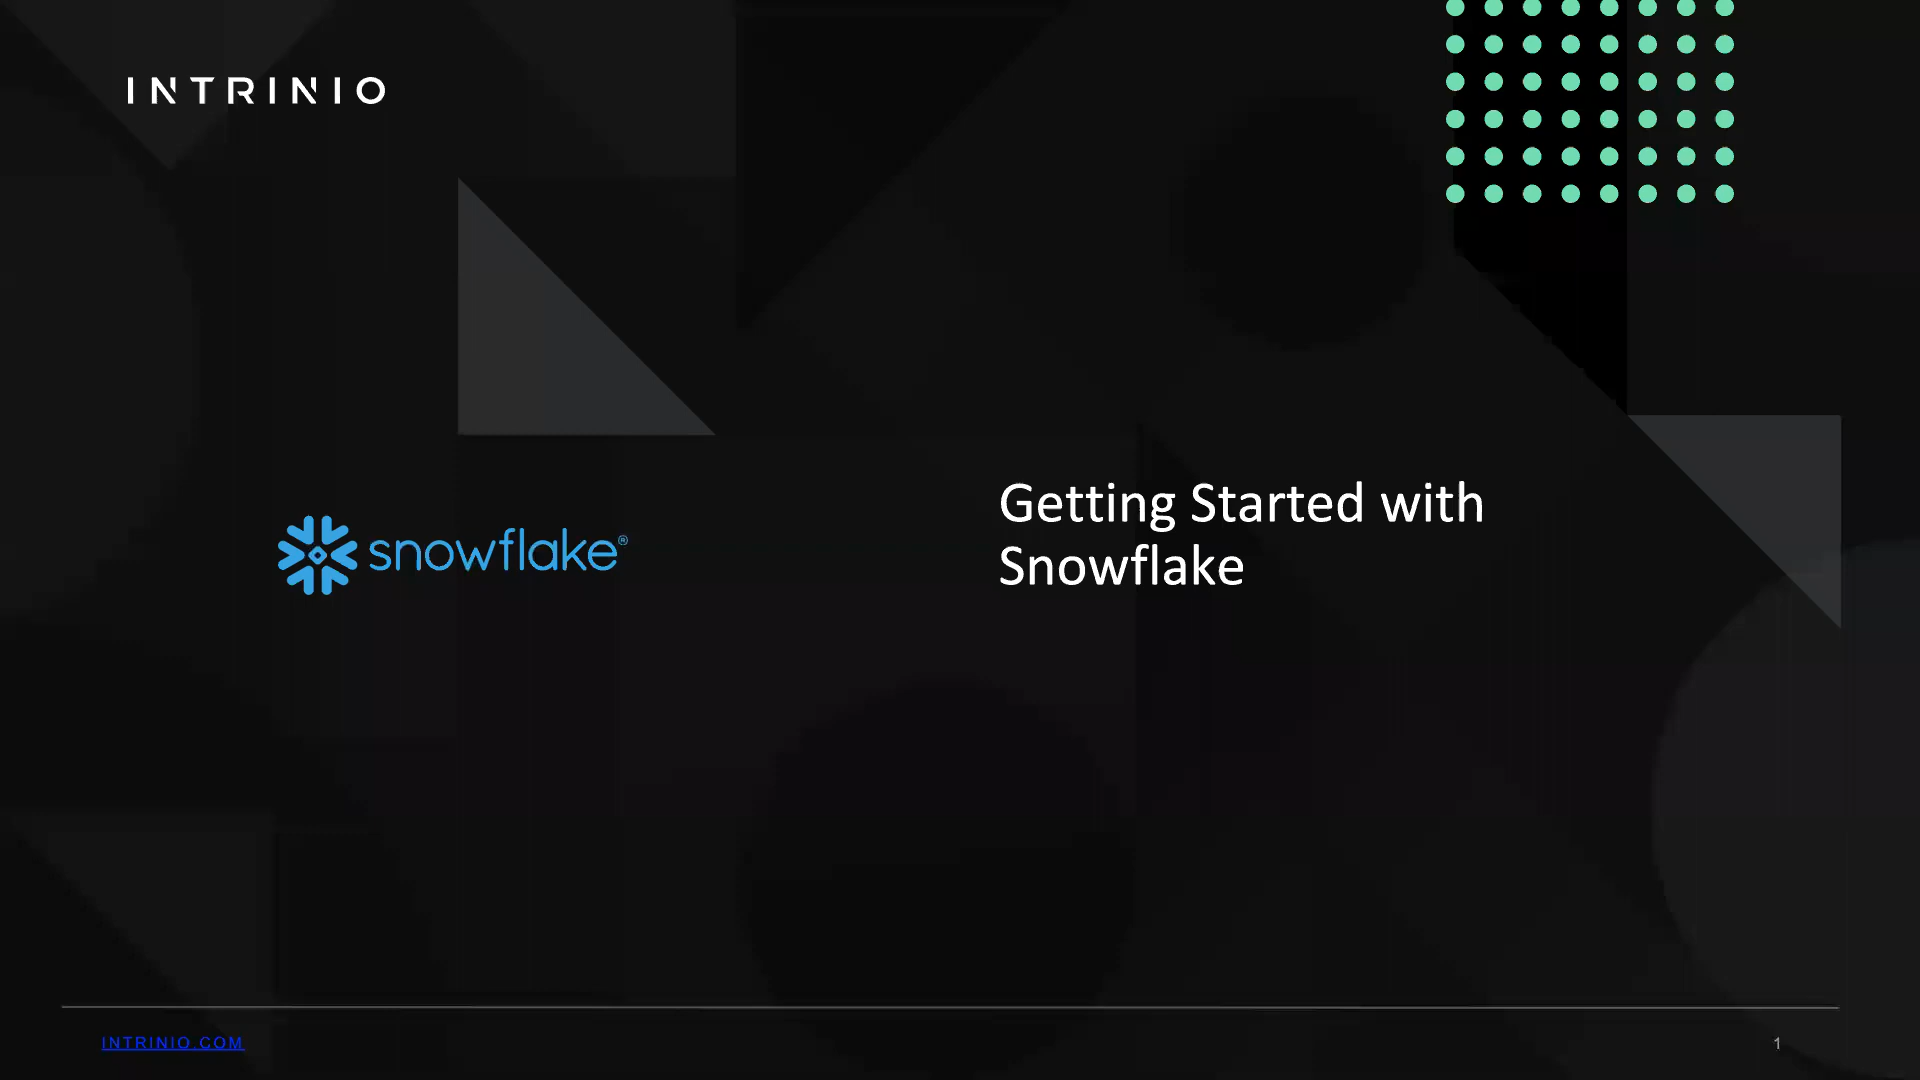 INTRINIO
snowflake®
Getting Started with
Snowflake
INTRINIO.COM
1